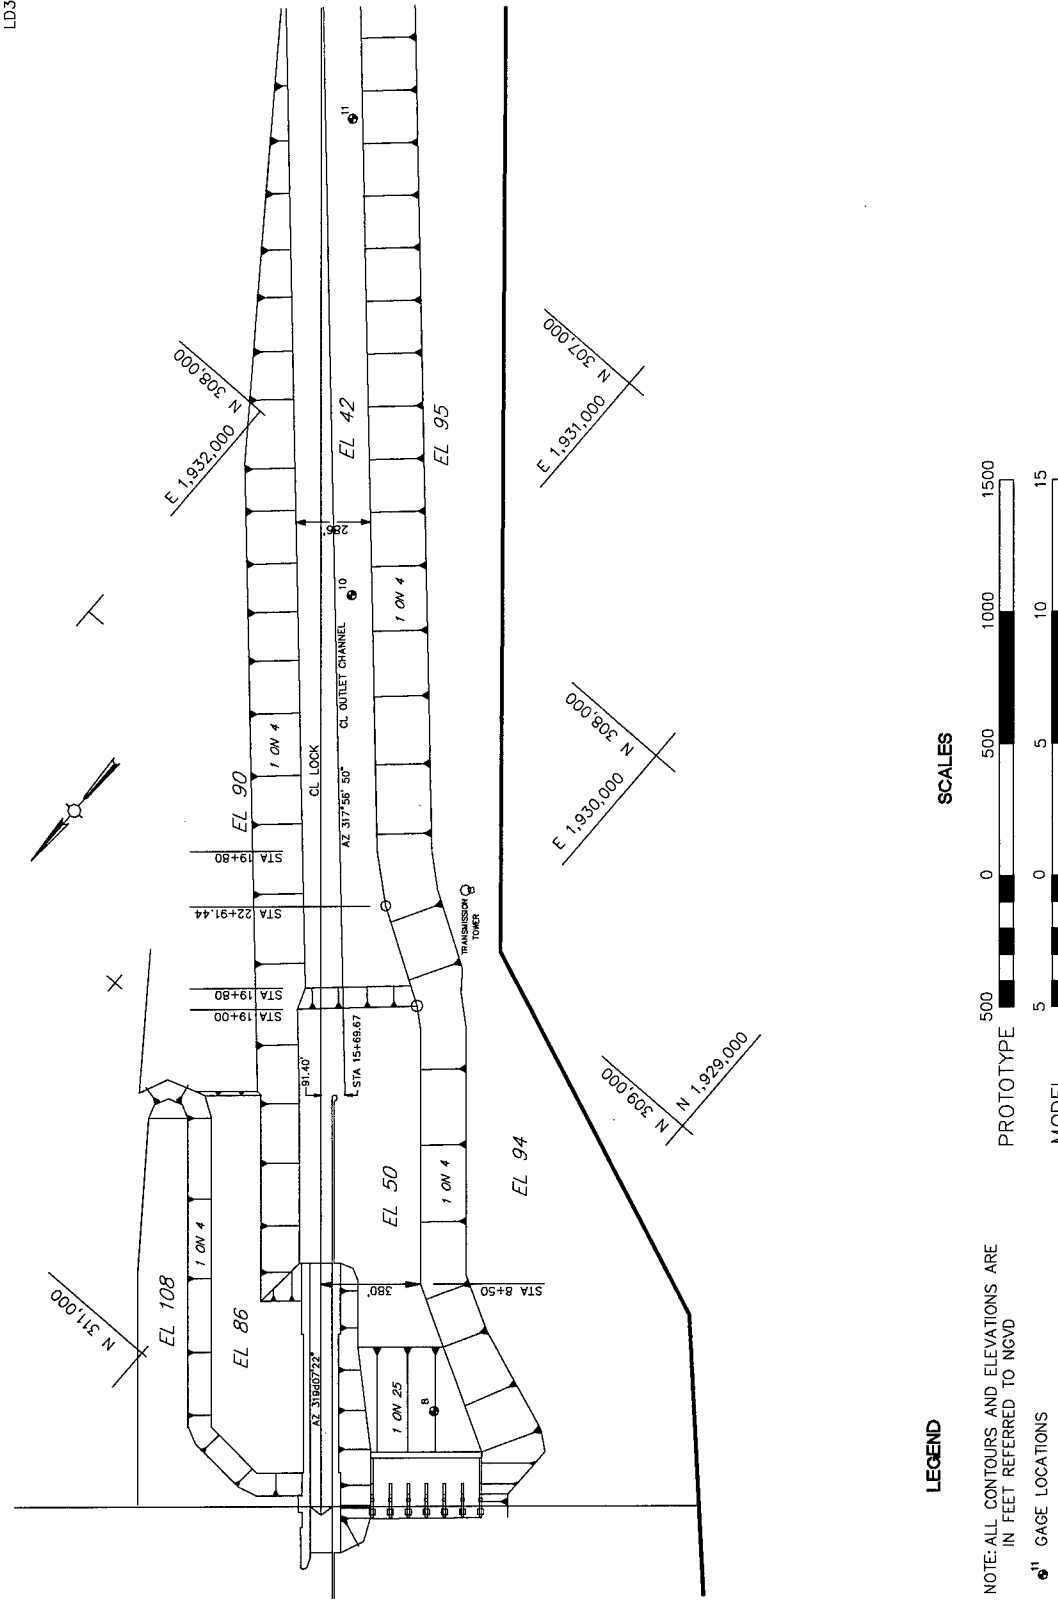 LD3
11
N 308,000
E 1,932,000
N 307,000
E 1,931,000
EL 42
EL 95
286'
10
1 ON 4
CL OUTLET CHANNEL
1 ON 4
CL LOCK
AZ 317°56' 50"
EL 90
STA 19+80
STA 22+91.44
TRANSMISSION
TOWER
N 308,000
E 1,930,000
STA 19+80
STA 19+00
91.40'
STA 15+69.67
N 309,000
N 1,929,000
EL 50
1 ON 4
EL 94
1 ON 4
EL 108
EL 86
N 311,000
380'
STA 8+50
AZ 319d07'22"
1 ON 25
8
SCALES
PROTOTYPE 500 0 500 1000 1500
MODEL 5 0 5 10 15
LEGEND
NOTE: ALL CONTOURS AND ELEVATIONS ARE
IN FEET REFERRED TO NGVD
11 GAGE LOCATIONS